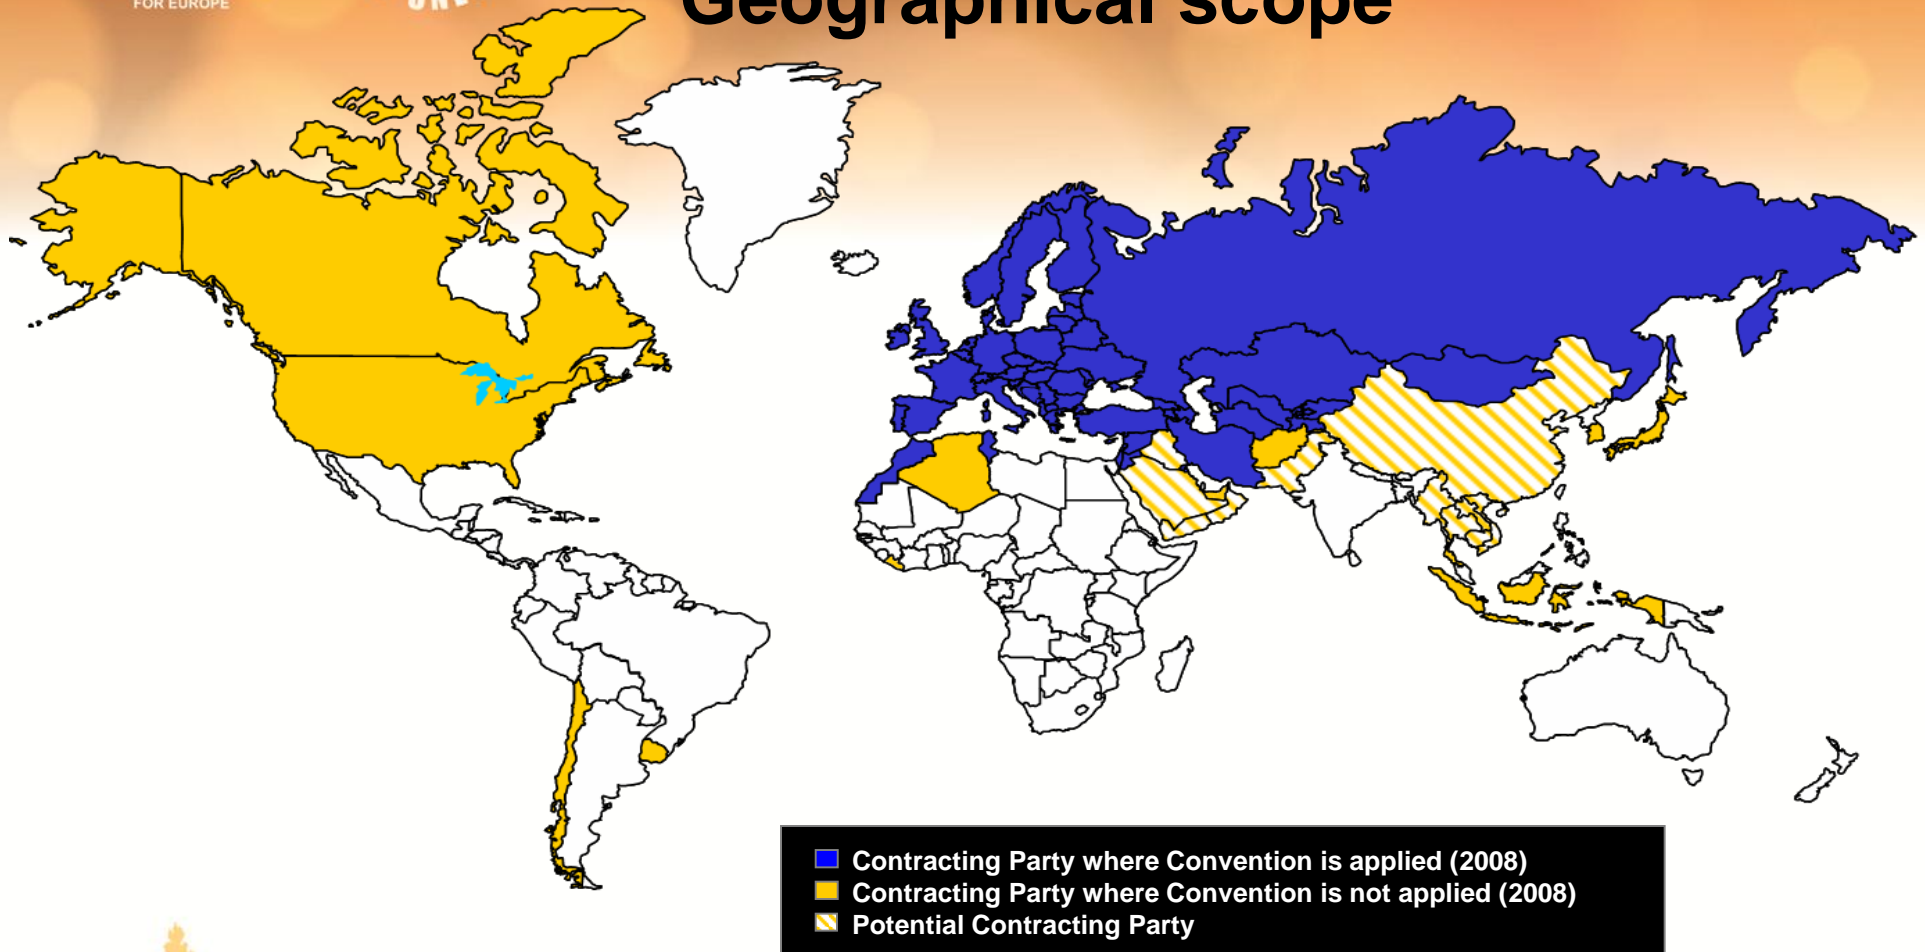 FOR EUROPE
Geographical scope
Contracting Party where Convention is applied (2008)
Contracting Party where Convention is not applied (2008)
Potential Contracting Party